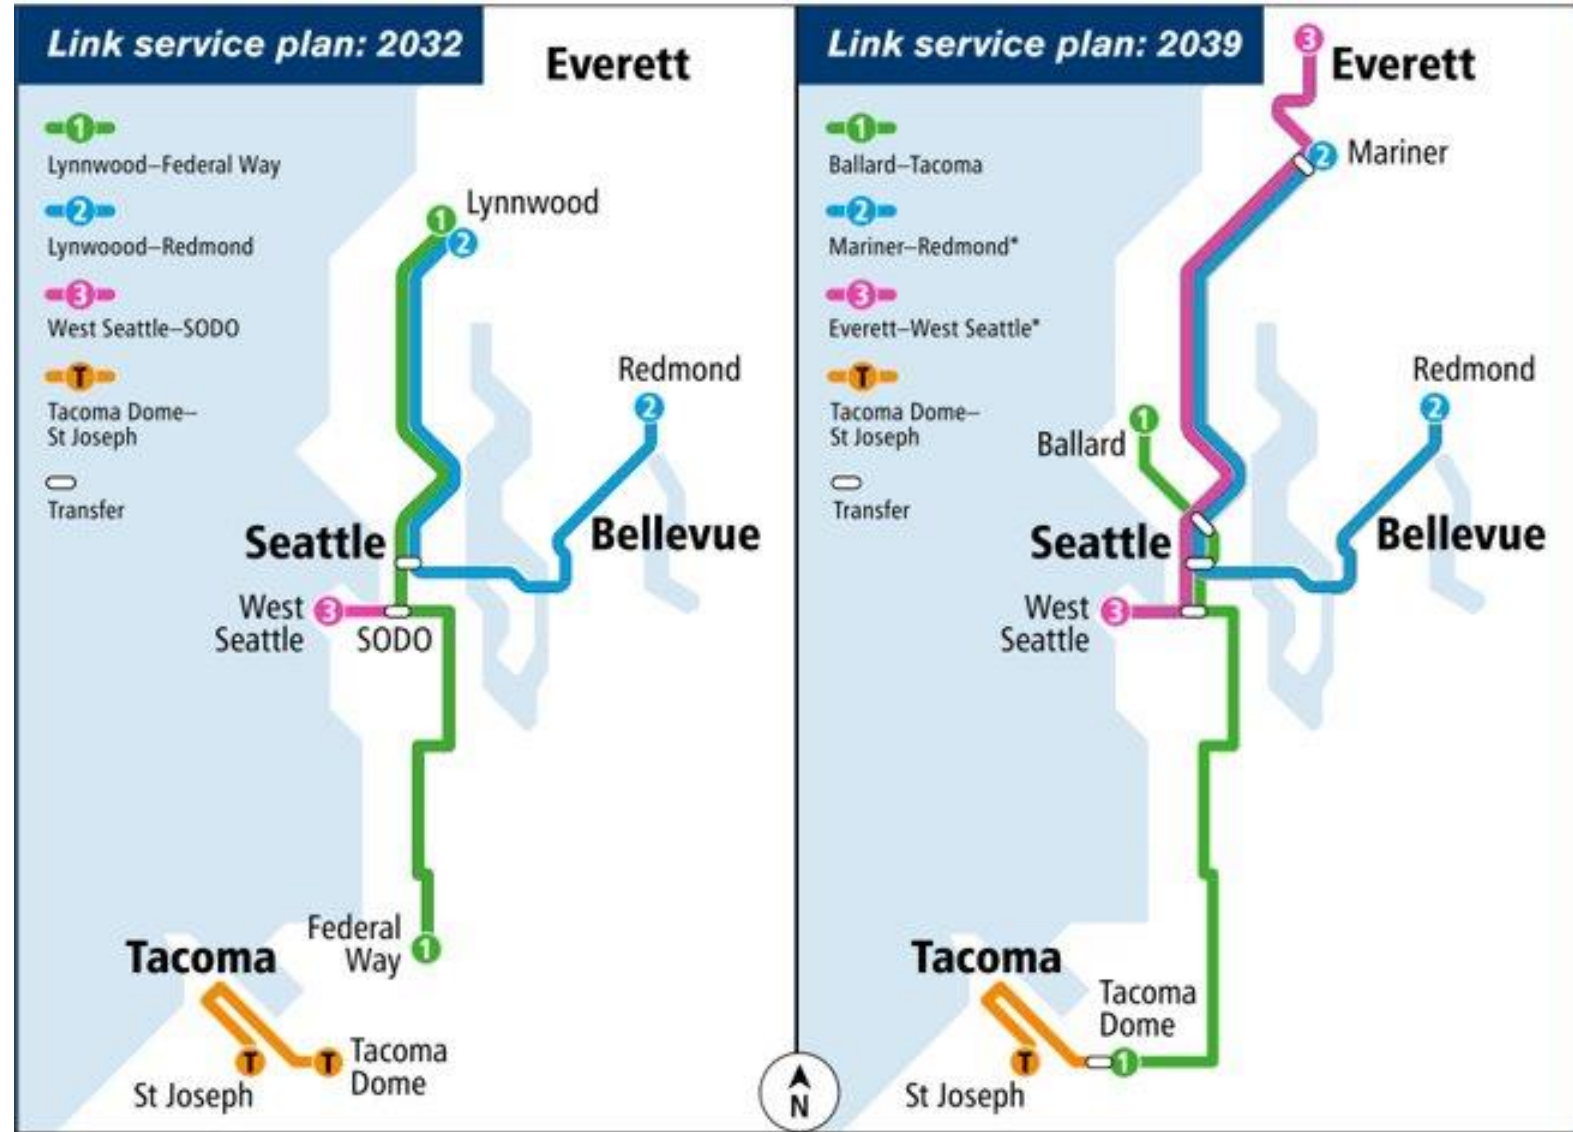 Link service plan: 2032
Everett
1
Lynnwood–Federal Way
2
Lynwoood–Redmond
3
West Seattle–SODO
T
Tacoma Dome–
St Joseph
Transfer
1
Lynnwood
2
Redmond
2
Seattle
Bellevue
West
Seattle
3
SODO
Federal
Way
1
Tacoma
T
T
Tacoma
Dome
St Joseph
Link service plan: 2039
3
Everett
1
Ballard–Tacoma
2
Mariner–Redmond*
3
Everett–West Seattle*
T
Tacoma Dome–
St Joseph
Transfer
2
Mariner
Redmond
2
1
Ballard
Seattle
Bellevue
West
Seattle
3
Tacoma
Tacoma
Dome
T
1
St Joseph
N